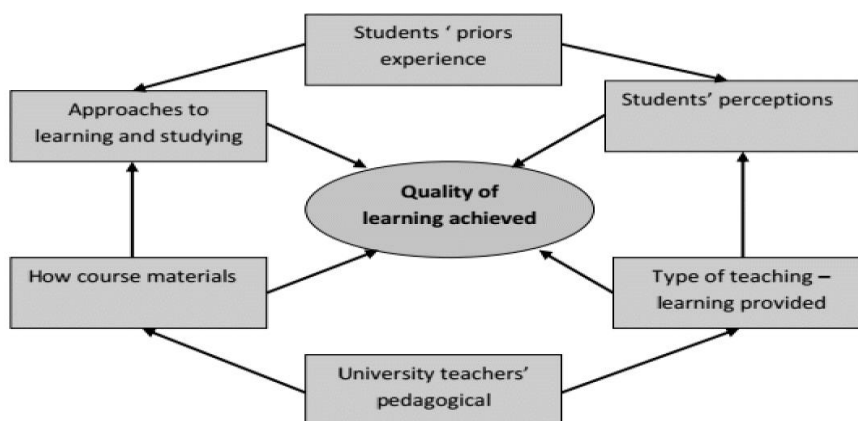 Students ‘ priors
experience
Approaches to
learning and studying
Students’ perceptions
Quality of
learning achieved
How course materials
Type of teaching –
learning provided
University teachers’
pedagogical